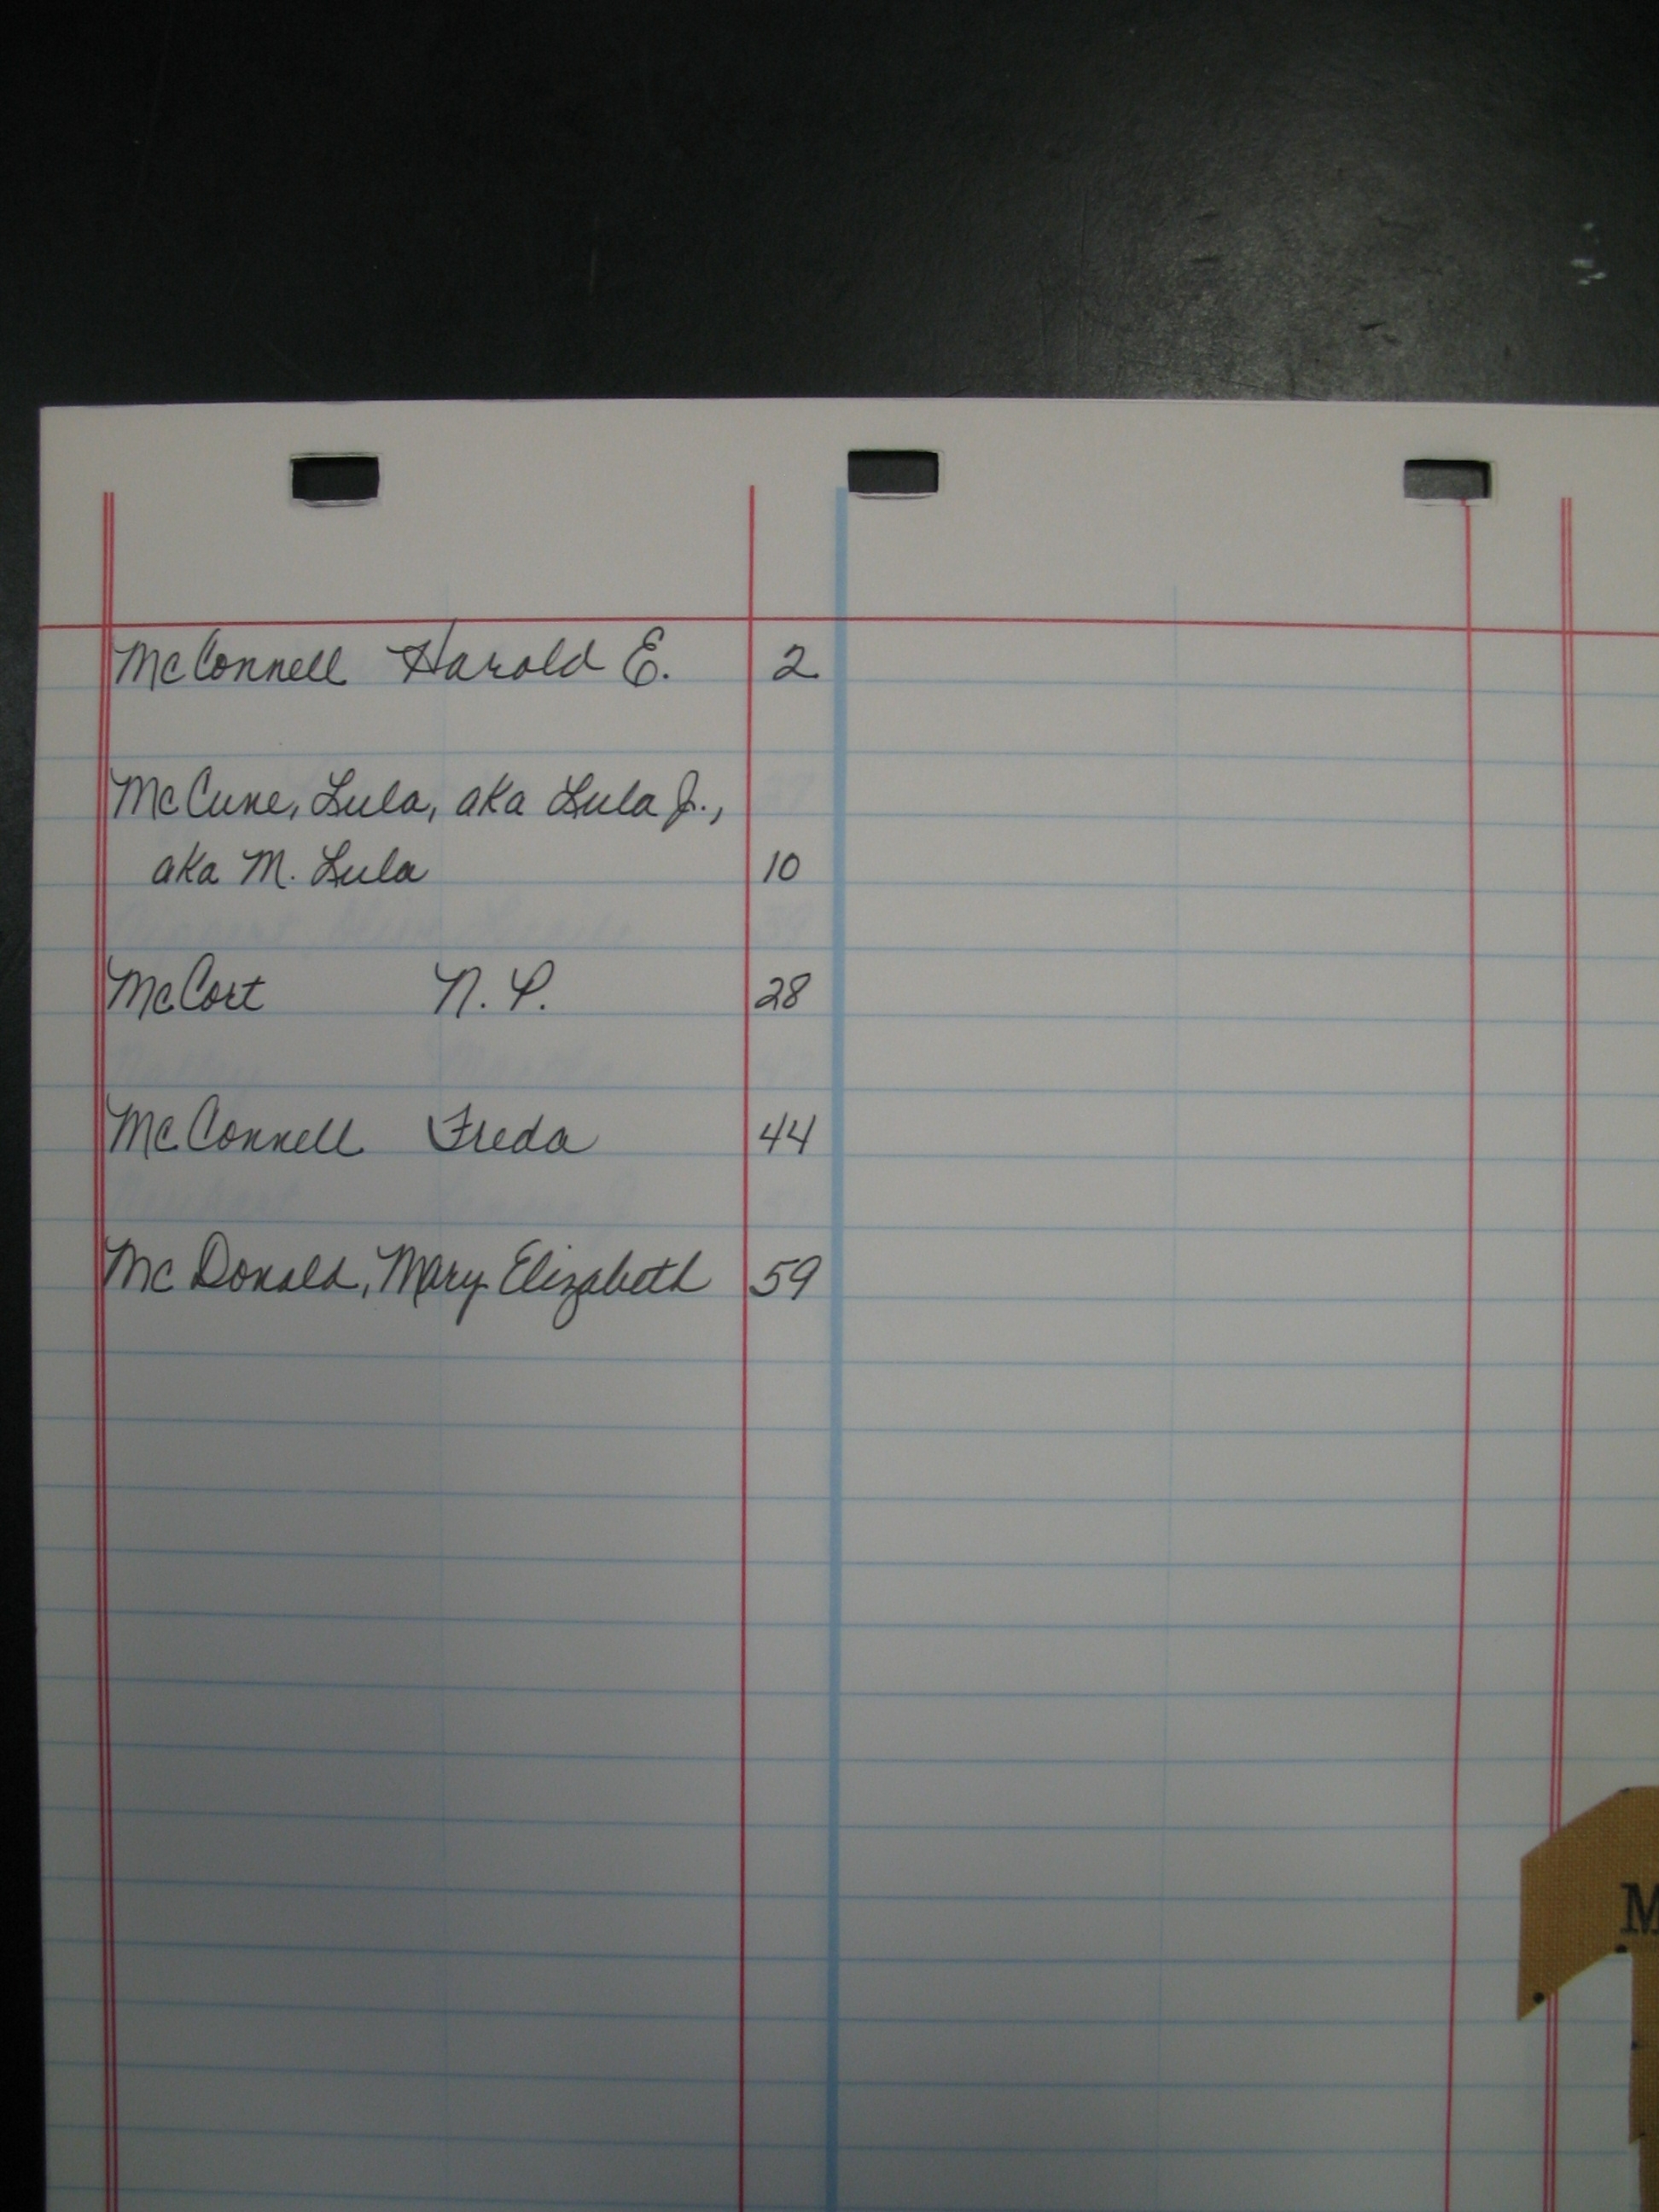 McConnell Harold E. 2
McCune, Lula, aka Lula J.,
aka M. Lula 10
McCort N. P. 28
McConnell Freda 44
McDonald, Mary Elizabeth 59
M